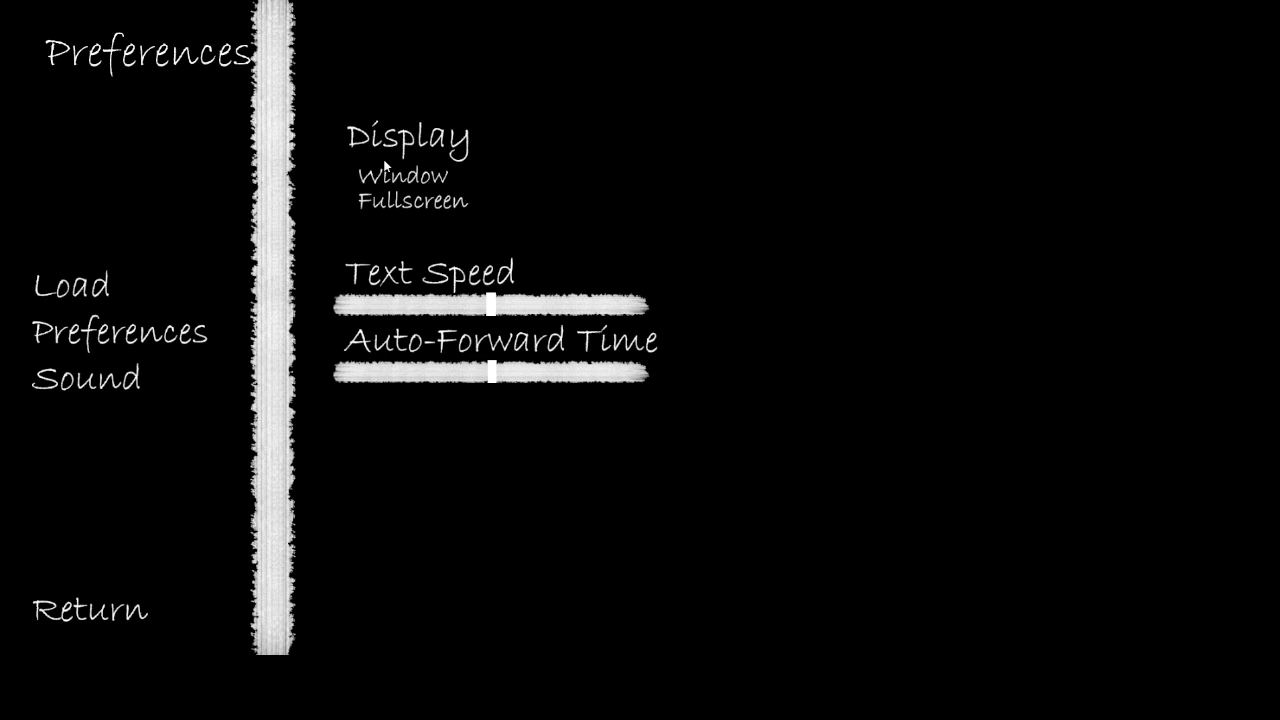 Preferences
Load
Preferences
Sound
Return
Display
Window
Fullscreen
Text Speed
Auto-Forward Time